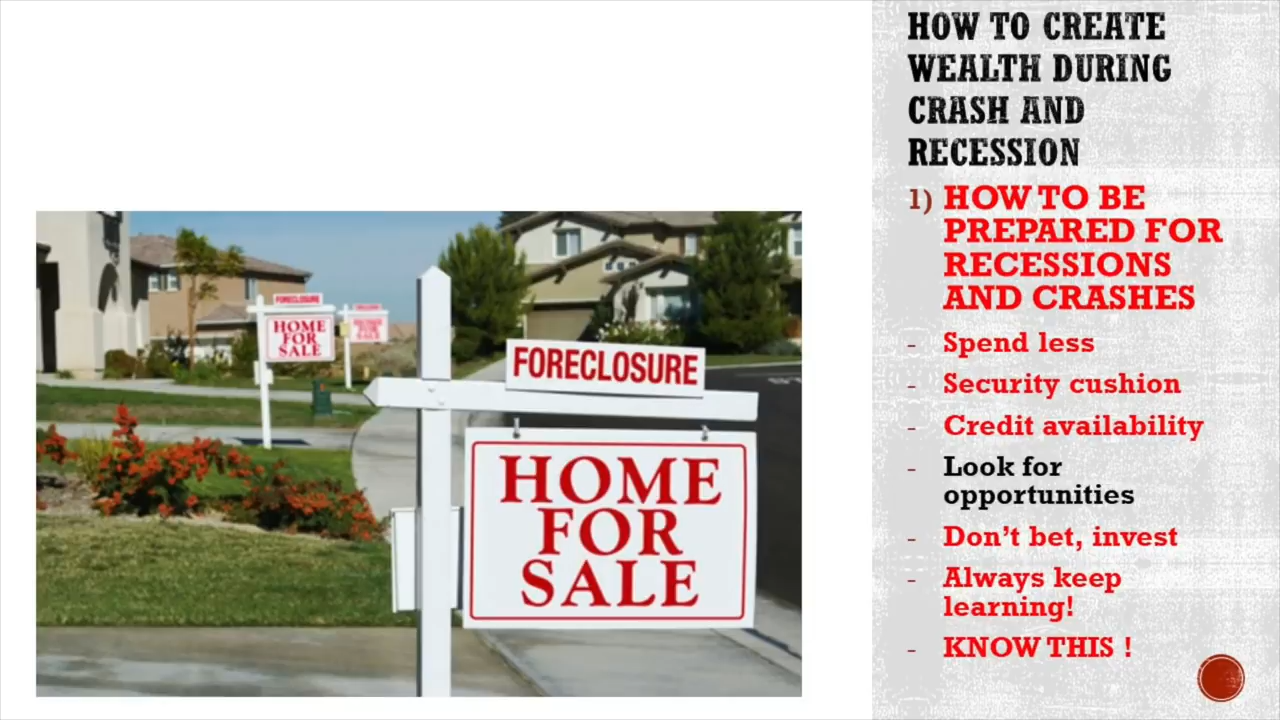 HOW TO CREATE
WEALTH DURING
CRASH AND
RECESSION
1) HOW TO BE
PREPARED FOR
RECESSIONS
AND CRASHES
- Spend less
- Security cushion
- Credit availability
- Look for
opportunities
- Don't bet, invest
- Always keep
learning!
- KNOW THIS !
FORECLOSURE
HOME
FOR
SALE
FORECLOSURE
HOME
FOR
SALE